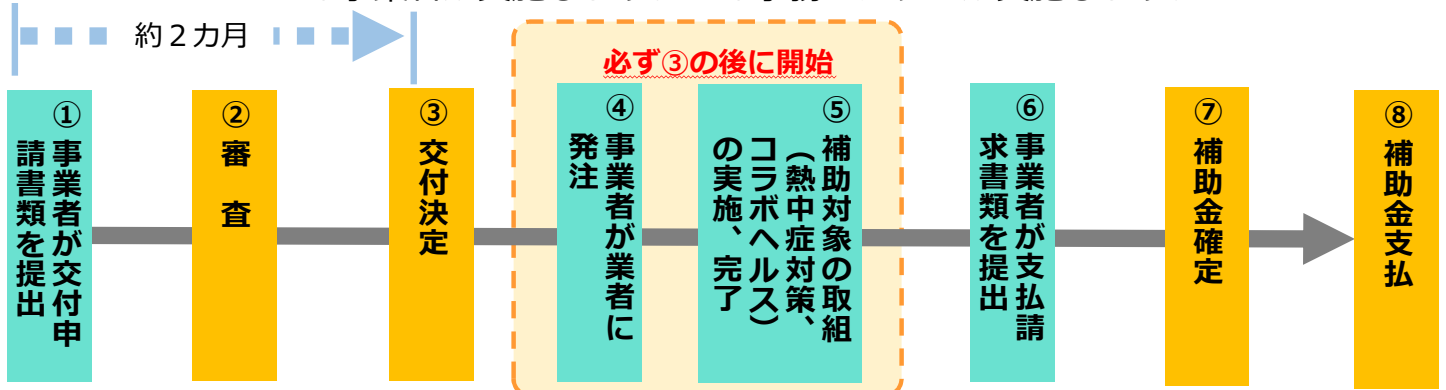 約２カ月
必ず③の後に開始
①
事業者が交付申
請書類を提出
②
審　査
③
交付決定
④
事業者が業者に
発注
⑤
補助対象の取組
（熱中症対策、
コラボヘルス）
の実施、完了
⑥
事業者が支払請
求書類を提出
⑦
補助金確定
⑧
補助金支払